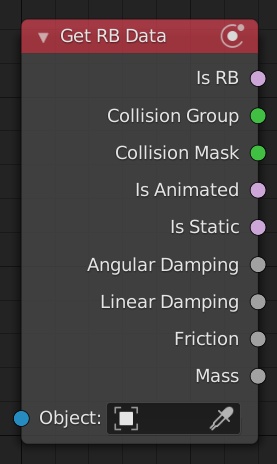 Get RB Data
Is RB
Collision Group
Collision Mask
Is Animated
Is Static
Angular Damping
Linear Damping
Friction
Mass
Object: